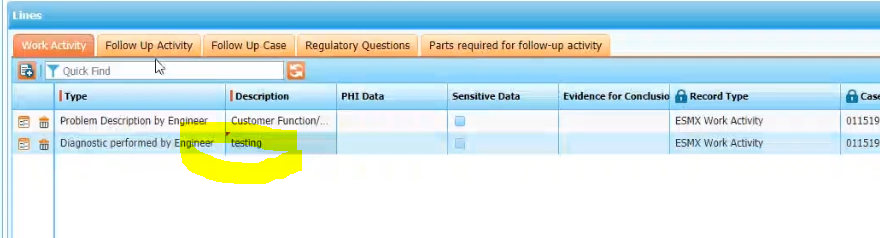 Lines
Work Activity Follow Up Activity Follow Up Case Regulatory Questions Parts required for follow-up activity
Quick Find
Type Description PHI Data Sensitive Data Evidence for Conclusio Record Type Case
Problem Description by Engineer Customer Function/... ESMX Work Activity 011519
Diagnostic performed by Engineer testing ESMX Work Activity 011519